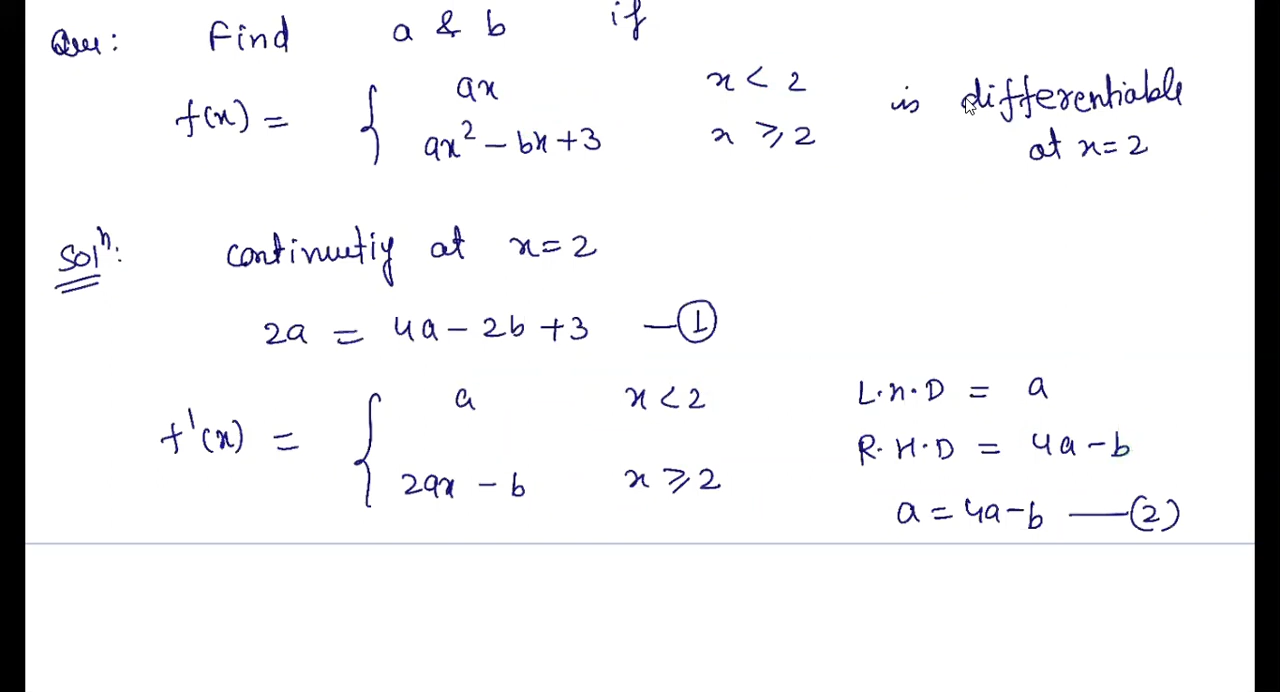 Que: Find a & b if
f(x) = { ax x < 2 is differentiable
ax² - bx + 3 x ⩾ 2 at x = 2
Solⁿ: continutiy at x = 2
2a = 4a - 2b + 3 —①
f'(x) = { a x < 2
2ax - b x ⩾ 2
L.H.D = a
R.H.D = 4a - b
a = 4a - b —(2)